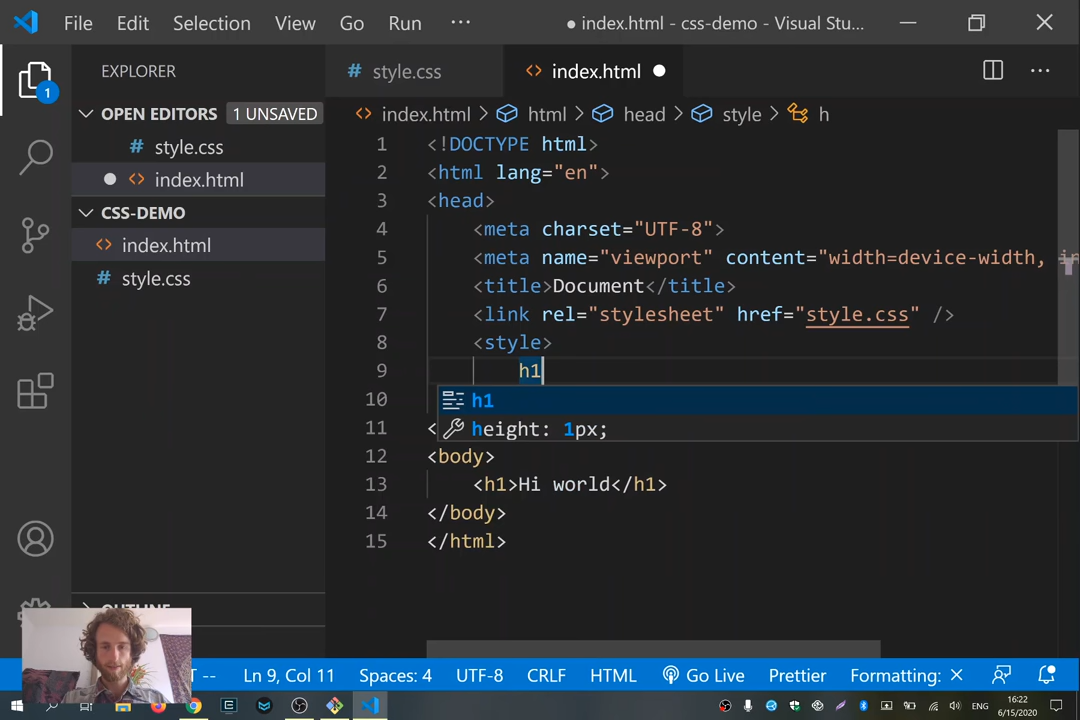 File Edit Selection View Go Run ··· ● index.html - css-demo - Visual Stu...
EXPLORER
OPEN EDITORS 1 UNSAVED
# style.css
● <> index.html
CSS-DEMO
<> index.html
# style.css
1
# style.css
<> index.html ●
<> index.html > html > head > style > h
1 <!DOCTYPE html>
2 <html lang="en">
3 <head>
4 <meta charset="UTF-8">
5 <meta name="viewport" content="width=device-width, in
6 <title>Document</title>
7 <link rel="stylesheet" href="style.css" />
8 <style>
9 h1
10
h1
11 <
height: 1px;
12 <body>
13 <h1>Hi world</h1>
14 </body>
15 </html>
OUTLINE
Ln 9, Col 11 Spaces: 4 UTF-8 CRLF HTML Go Live Prettier Formatting: ×
ENG 16:22
6/15/2020